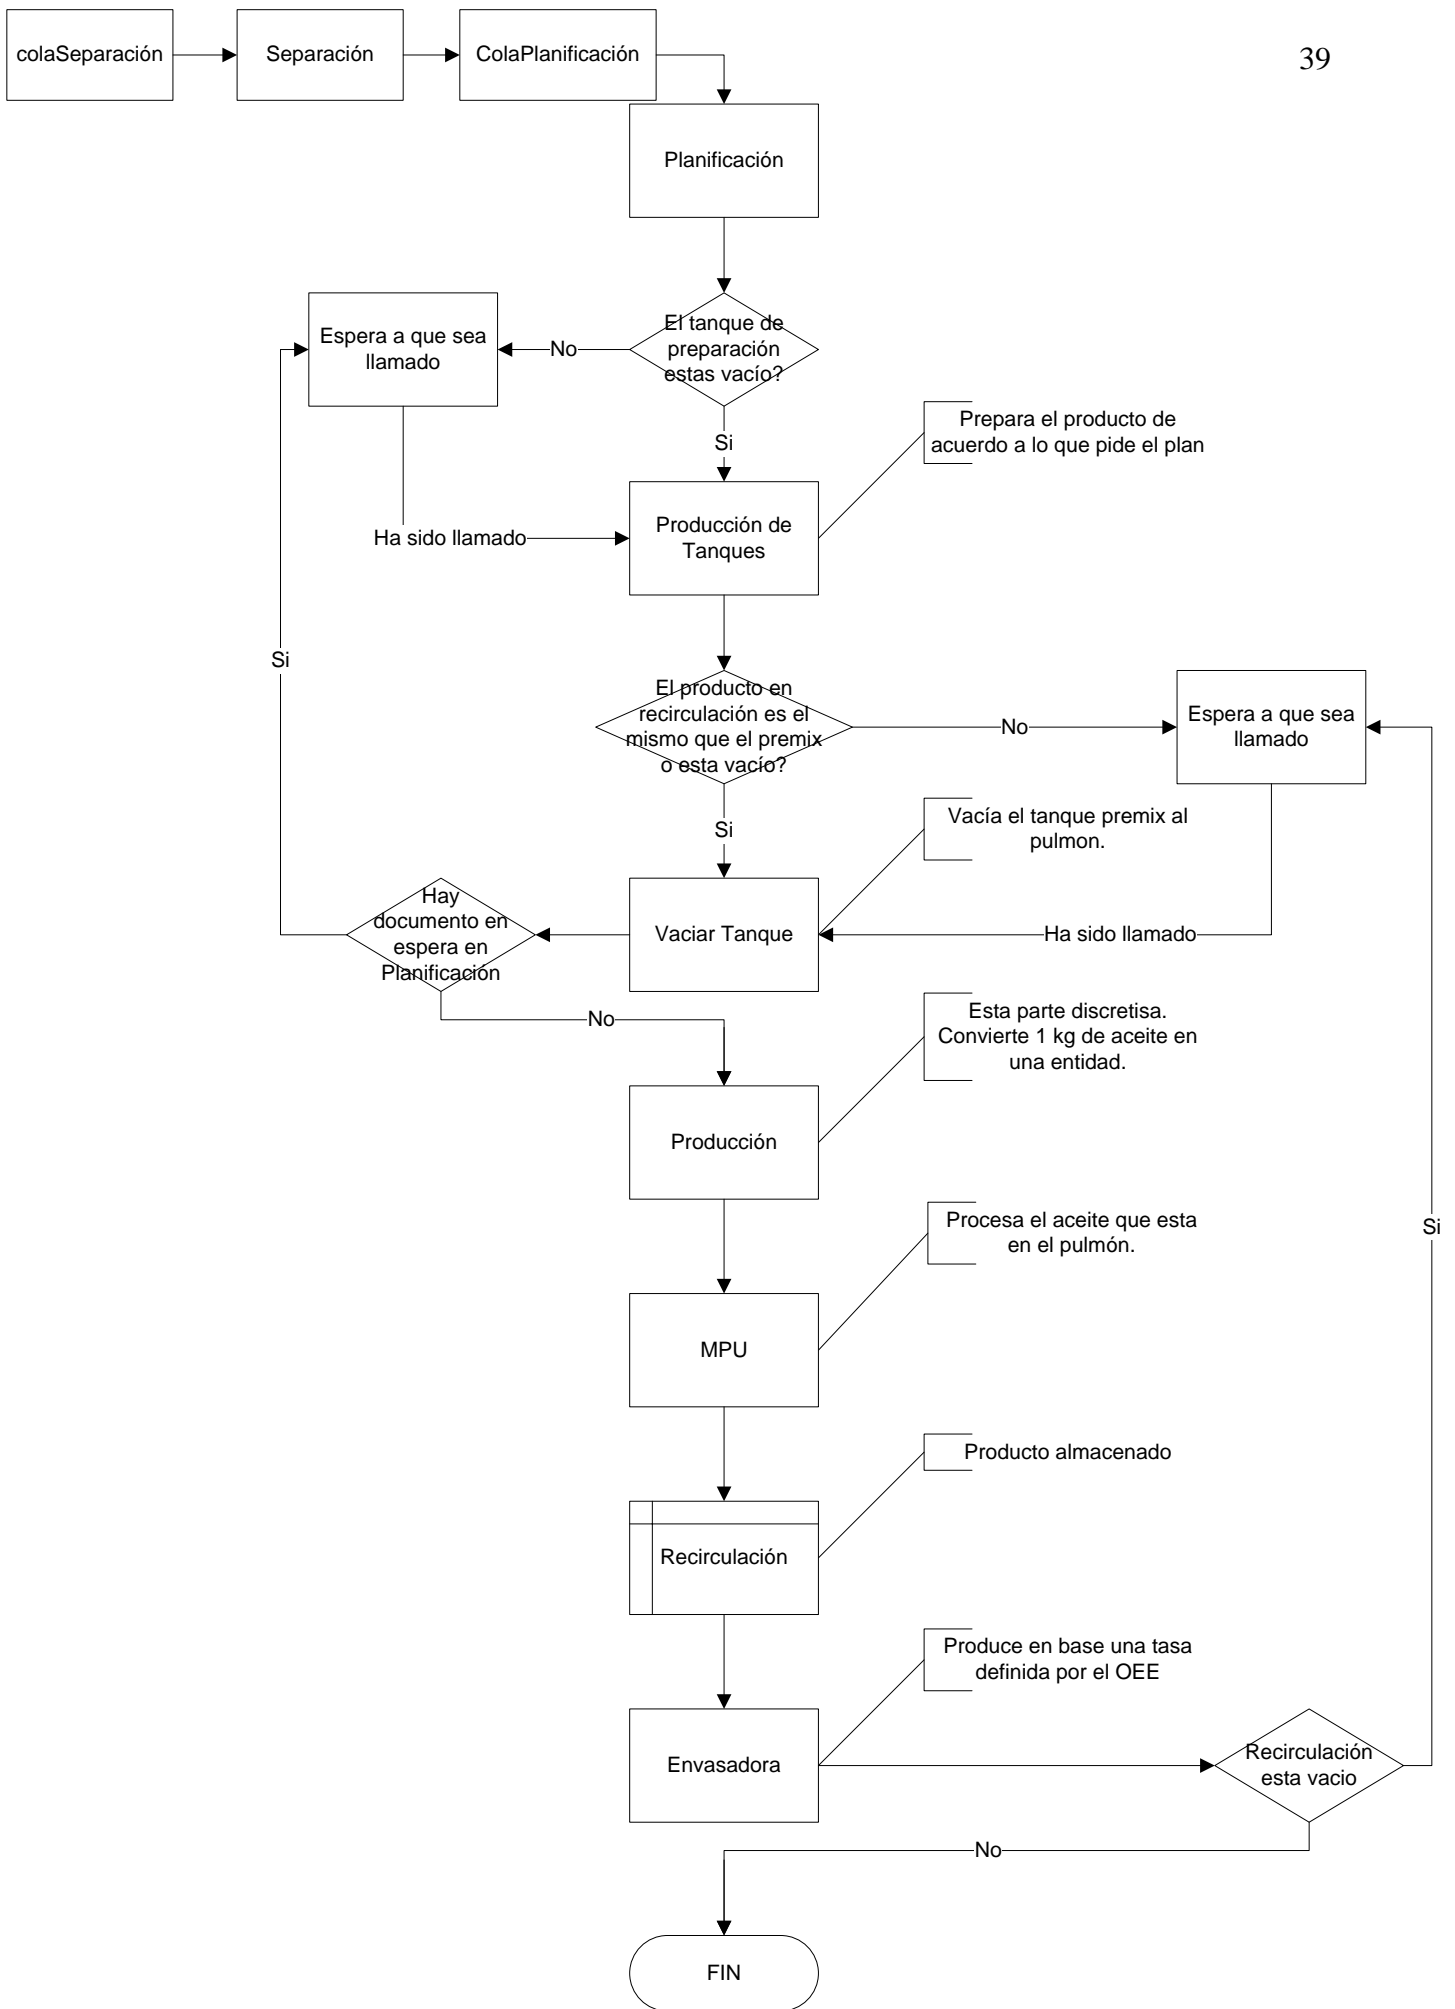 39
colaSeparación
Separación
ColaPlanificación
Planificación
El tanque de
preparación
estas vacío?
No
Espera a que sea
llamado
Si
Prepara el producto de
acuerdo a lo que pide el plan
Ha sido llamado
Producción de
Tanques
Si
El producto en
recirculación es el
mismo que el premix
o esta vacío?
No
Espera a que sea
llamado
Si
Vacía el tanque premix al
pulmon.
Hay
documento en
espera en
Planificación
Vaciar Tanque
Ha sido llamado
No
Esta parte discretisa.
Convierte 1 kg de aceite en
una entidad.
Producción
Procesa el aceite que esta
en el pulmón.
Si
MPU
Producto almacenado
Recirculación
Produce en base una tasa
definida por el OEE
Envasadora
Recirculación
esta vacio
No
FIN